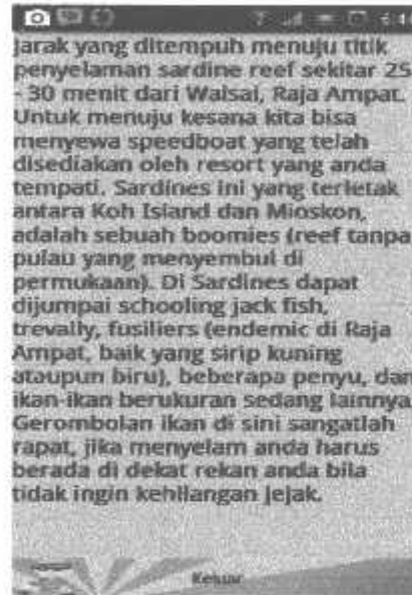 jarak yang ditempuh menuju titik
penyelaman sardine reef sekitar 25
- 30 menit dari Waisai, Raja Ampat.
Untuk menuju kesana kita bisa
menyewa speedboat yang telah
disediakan oleh resort yang anda
tempati. Sardines ini yang terletak
antara Koh Island dan Mioskon,
adalah sebuah boomies (reef tanpa
pulau yang menyembul di
permukaan). Di Sardines dapat
dijumpai schooling jack fish,
trevally, fusiliers (endemic di Raja
Ampat, baik yang sirip kuning
ataupun biru), beberapa penyu, dan
ikan-ikan berukuran sedang lainnya
Gerombolan ikan di sini sangatlah
rapat, jika menyelam anda harus
berada di dekat rekan anda bila
tidak ingin kehilangan jejak.
Keluar